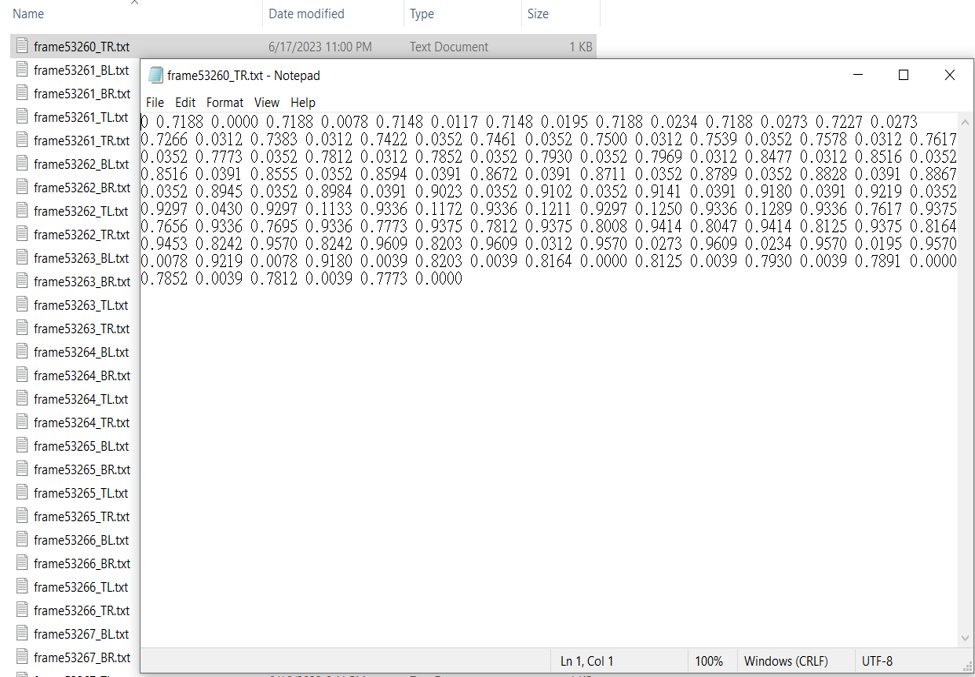 Name Date modified Type Size
frame53260_TR.txt 6/17/2023 11:00 PM Text Document 1 KB
frame53261_BL.txt
frame53261_BR.txt
frame53261_TL.txt
frame53261_TR.txt
frame53262_BL.txt
frame53262_BR.txt
frame53262_TL.txt
frame53262_TR.txt
frame53263_BL.txt
frame53263_BR.txt
frame53263_TL.txt
frame53263_TR.txt
frame53264_BL.txt
frame53264_BR.txt
frame53264_TL.txt
frame53264_TR.txt
frame53265_BL.txt
frame53265_BR.txt
frame53265_TL.txt
frame53265_TR.txt
frame53266_BL.txt
frame53266_BR.txt
frame53266_TL.txt
frame53266_TR.txt
frame53267_BL.txt
frame53267_BR.txt
frame53260_TR.txt - Notepad
File Edit Format View Help
0 0.7188 0.0000 0.7188 0.0078 0.7148 0.0117 0.7148 0.0195 0.7188 0.0234 0.7188 0.0273 0.7227 0.0273
0.7266 0.0312 0.7383 0.0312 0.7422 0.0352 0.7461 0.0352 0.7500 0.0312 0.7539 0.0352 0.7578 0.0312 0.7617
0.0352 0.7773 0.0352 0.7812 0.0312 0.7852 0.0352 0.7930 0.0352 0.7969 0.0312 0.8477 0.0312 0.8516 0.0352
0.8516 0.0391 0.8555 0.0352 0.8594 0.0391 0.8672 0.0391 0.8711 0.0352 0.8789 0.0352 0.8828 0.0391 0.8867
0.0352 0.8945 0.0352 0.8984 0.0391 0.9023 0.0352 0.9102 0.0352 0.9141 0.0391 0.9180 0.0391 0.9219 0.0352
0.9297 0.0430 0.9297 0.1133 0.9336 0.1172 0.9336 0.1211 0.9297 0.1250 0.9336 0.1289 0.9336 0.7617 0.9375
0.7656 0.9336 0.7695 0.9336 0.7773 0.9375 0.7812 0.9375 0.8008 0.9414 0.8047 0.9414 0.8125 0.9375 0.8164
0.9453 0.8242 0.9570 0.8242 0.9609 0.8203 0.9609 0.0312 0.9570 0.0273 0.9609 0.0234 0.9570 0.0195 0.9570
0.0078 0.9219 0.0078 0.9180 0.0039 0.8203 0.0039 0.8164 0.0000 0.8125 0.0039 0.7930 0.0039 0.7891 0.0000
0.7852 0.0039 0.7812 0.0039 0.7773 0.0000
Ln 1, Col 1 100% Windows (CRLF) UTF-8